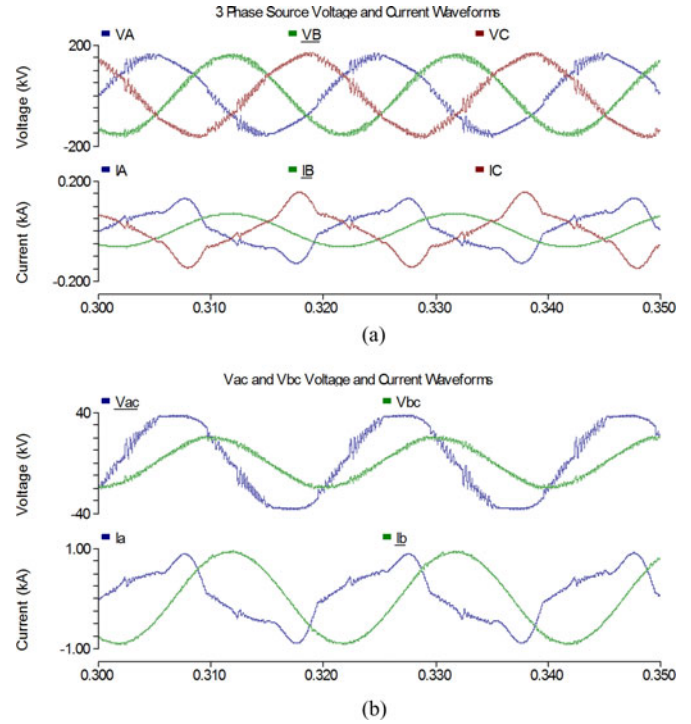 3 Phase Source Voltage and Current Waveforms
VA VB VC
200
Voltage (kV)
-200
IA IB IC
0.200
Current (kA)
-0.200
0.300 0.310 0.320 0.330 0.340 0.350
(a)
Vac and Vbc Voltage and Current Waveforms
Vac Vbc
40
Voltage (kV)
-40
Ia Ib
1.00
Current (kA)
-1.00
0.300 0.310 0.320 0.330 0.340 0.350
(b)